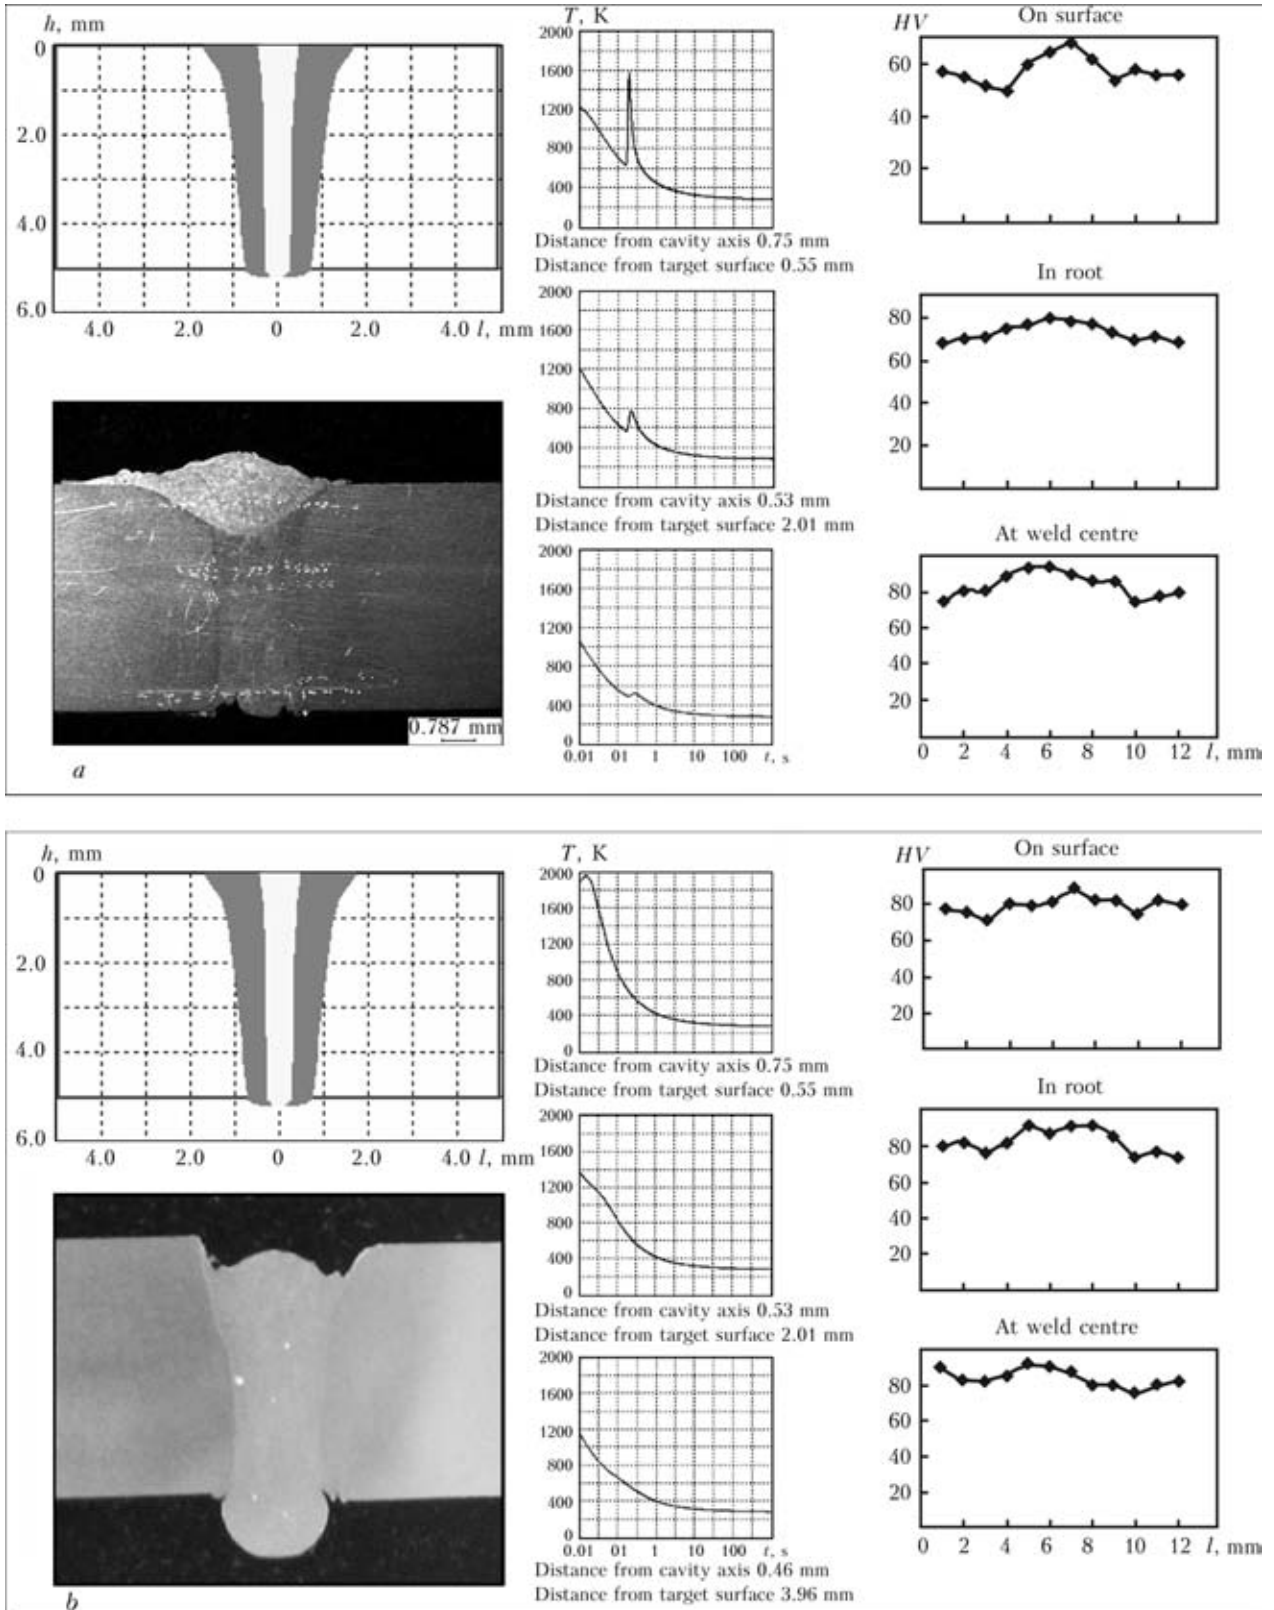 h, mm
0
2.0
4.0
6.0
4.0 2.0 0 2.0 4.0 l, mm
0.787 mm
a
T, K
2000
1600
1200
800
400
0
Distance from cavity axis 0.75 mm
Distance from target surface 0.55 mm
2000
1600
1200
800
400
Distance from cavity axis 0.53 mm
Distance from target surface 2.01 mm
2000
1600
1200
800
400
0
0.01 01 1 100 t, s
HV
On surface
60
40
20
In root
80
60
40
20
At weld centre
80
60
40
20
0 2 4 6 8 10 12 l, mm
h, mm
0
2.0
4.0
6.0
4.0 2.0 0 2.0 4.0 l, mm
b
T, K
2000
1600
1200
800
400
0
Distance from cavity axis 0.75 mm
Distance from target surface 0.55 mm
2000
1600
1200
800
400
0
Distance from cavity axis 0.53 mm
Distance from target surface 2.01 mm
2000
1600
1200
800
400
0
0.01 01 1 100 t, s
Distance from cavity axis 0.46 mm
Distance from target surface 3.96 mm
HV
On surface
80
60
40
20
In root
80
60
40
20
At weld centre
80
60
40
20
0 2 4 6 8 10 12 l, mm